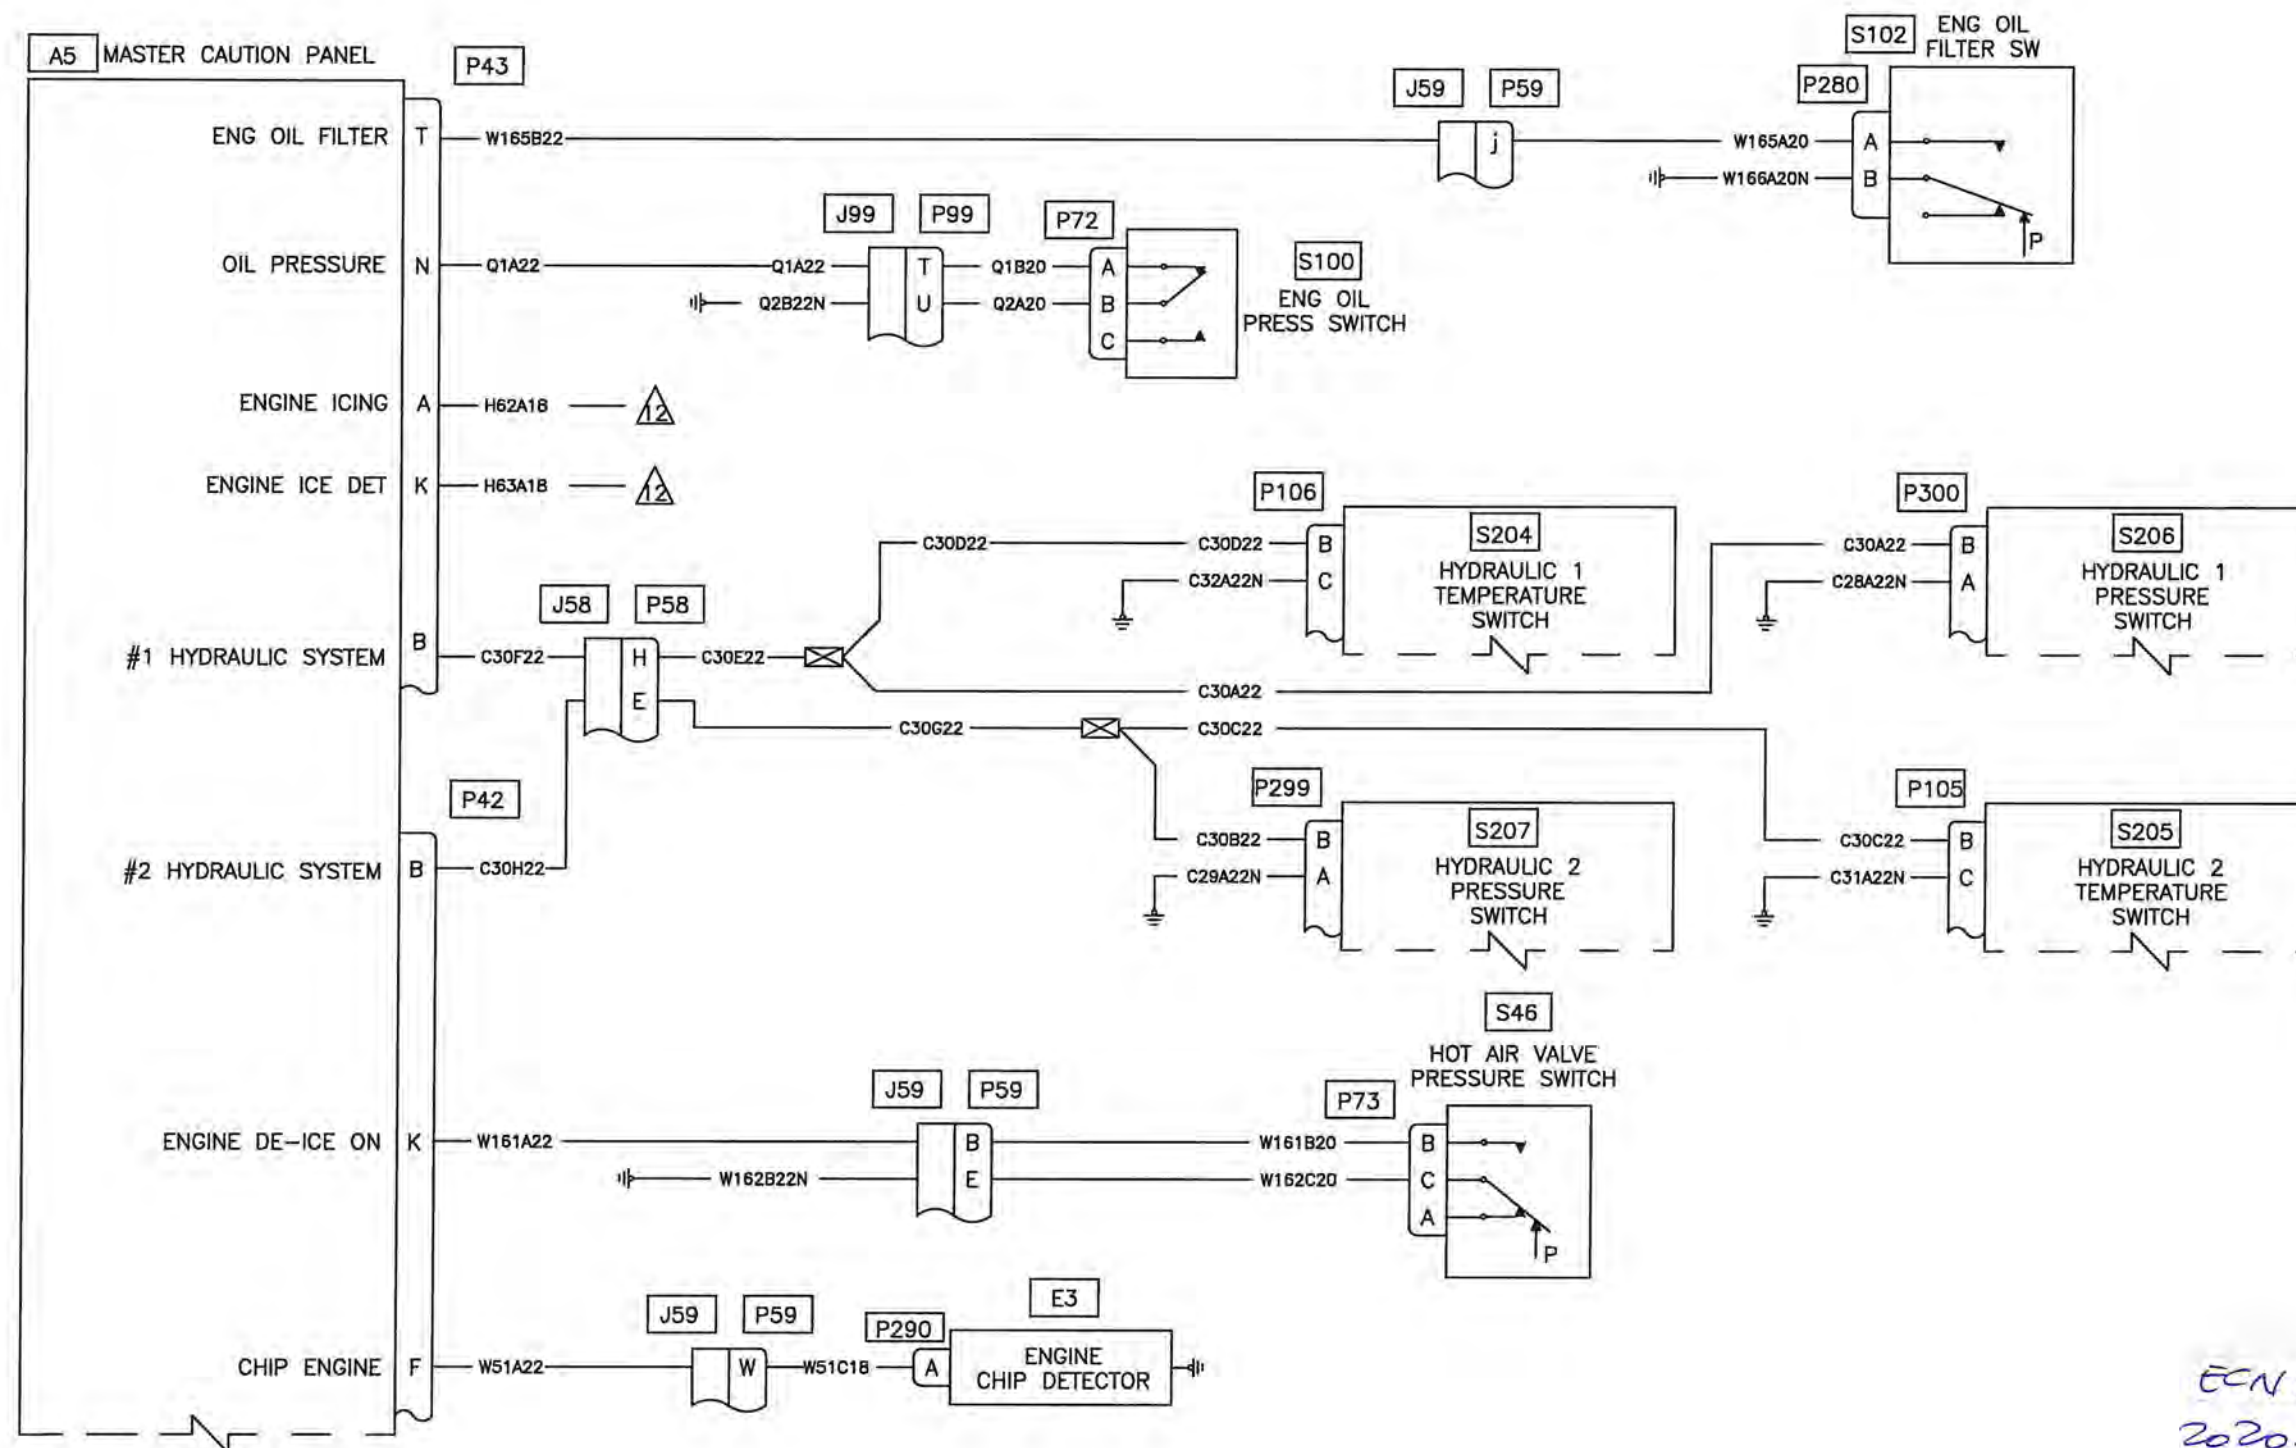 A5 MASTER CAUTION PANEL
P43
S102 ENG OIL
FILTER SW
J59 P59
P280
ENG OIL FILTER T W165B22
j W165A20 A
W166A20N B
P
J99 P99 P72
OIL PRESSURE N Q1A22 Q1A22 T Q1B20 A
Q2B22N U Q2A20 B
C
S100
ENG OIL
PRESS SWITCH
ENGINE ICING A H62A18 12
ENGINE ICE DET K H63A18 12
P106
C30D22 C30D22 B
C32A22N C
S204
HYDRAULIC 1
TEMPERATURE
SWITCH
P300
C30A22 B
C28A22N A
S206
HYDRAULIC 1
PRESSURE
SWITCH
J58 P58
#1 HYDRAULIC SYSTEM B C30F22 H C30E22
C30A22
E C30G22 C30C22
P42
#2 HYDRAULIC SYSTEM B C30H22
P299
C30B22 B
C29A22N A
S207
HYDRAULIC 2
PRESSURE
SWITCH
P105
C30C22 B
C31A22N C
S205
HYDRAULIC 2
TEMPERATURE
SWITCH
S46
HOT AIR VALVE
PRESSURE SWITCH
J59 P59 P73
ENGINE DE-ICE ON K W161A22 B W161B20 B
W162B22N E W162C20 C
A
P
J59 P59 P290 E3
CHIP ENGINE F W51A22 W W51C18 A
ENGINE
CHIP DETECTOR
ECN
2020